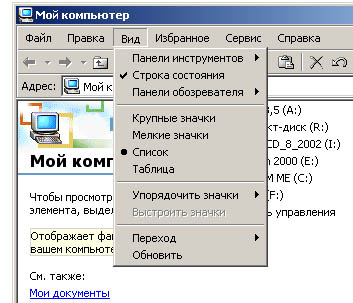 Мой компьютер
Файл Правка Вид Избранное Сервис Справка
Адрес: Мой к
Панели инструментов
Строка состояния
Панели обозревателя
Крупные значки
Мелкие значки
Список
Таблица
Упорядочить значки
Выстроить значки
Переход
Обновить
3,5 (A:)
кт-диск (R:)
CD_8_2002 (I:)
n 2000 (E:)
M ME (C:)
(F:)
управления
Мой комп
Чтобы просмотр
элемента, выдел
Отображает фа
вашем компьюте
См. также:
Мои документы